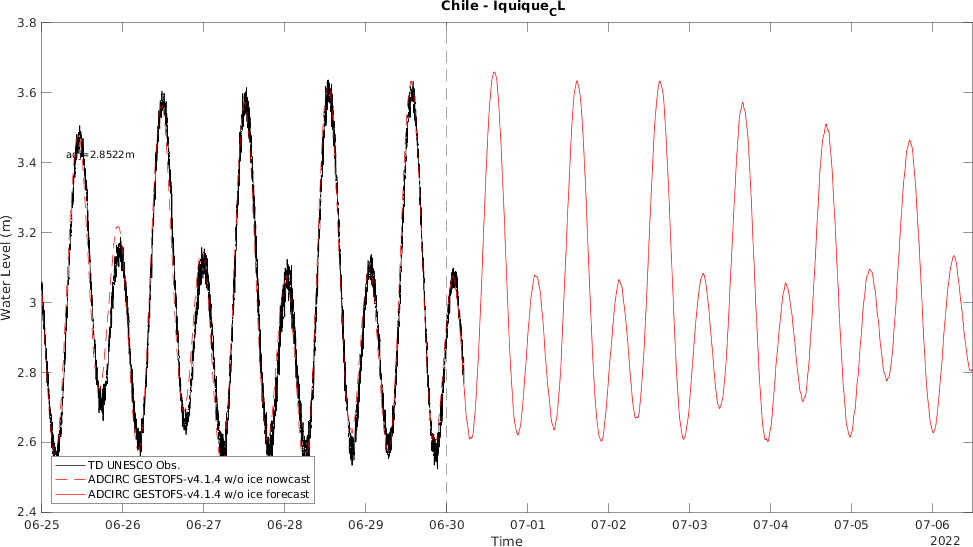 Chile - Iquique_CL
3.8
3.6
3.4
3.2
3
2.8
2.6
2.4
Water Level (m)
=2.8522m
TD UNESCO Obs.
ADCIRC GESTOFS-v4.1.4 w/o ice nowcast
ADCIRC GESTOFS-v4.1.4 w/o ice forecast
06-25 06-26 06-27 06-28 06-29 06-30 07-01 07-02 07-03 07-04 07-05 07-06
Time
2022